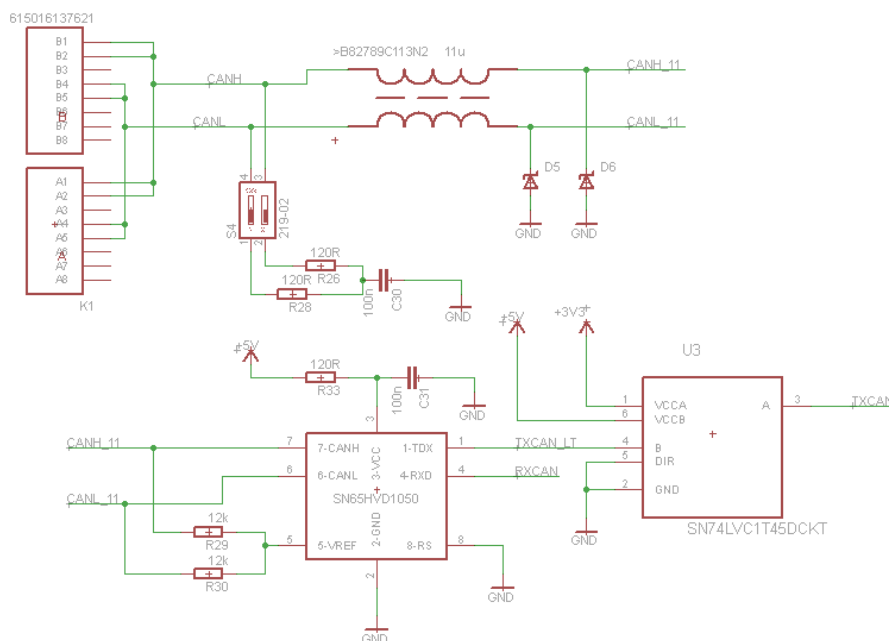 615016137621
B1
B2
B3
B4
B5
B6
B7
B8
B
A1
A2
A3
A4
A5
A6
A7
A8
A
K1
CANH
CANL
>B82789C113N2 11u
CANH_11
CANL_11
D5
D6
GND
GND
4
3
S4
219-02
1
2
120R
R26
120R
R28
100n
C30
GND
+5V
120R
R33
100n
C31
GND
+5V
+3V3
U3
1
VCCA
6
VCCB
4
B
5
DIR
2
GND
A
3
TXCAN
SN74LVC1T45DCKT
GND
CANH_11
CANL_11
7
7-CANH
6
6-CANL
5
5-VREF
3
3-VCC
SN65HVD1050
2-GND
2
1-TDX
1
TXCAN_LT
4-RXD
4
RXCAN
8-RS
8
12k
R29
12k
R30
GND
GND